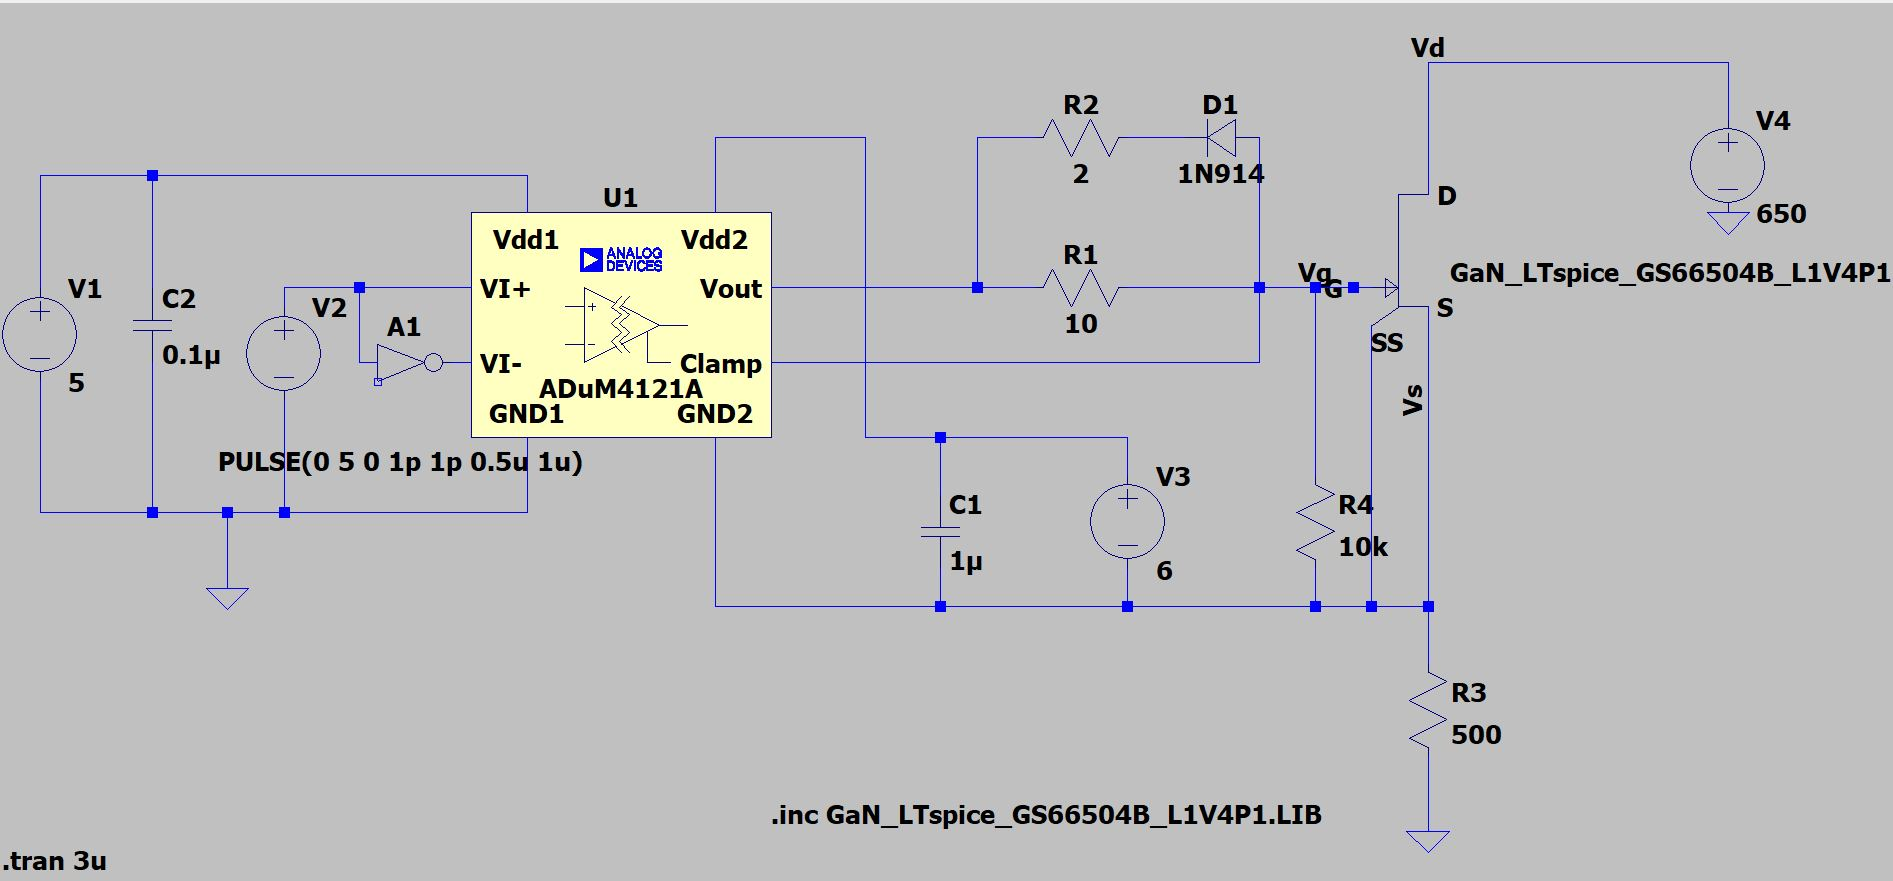 Vd
R2
D1
V4
2
1N914
650
U1
D
Vdd1
Vdd2
ANALOG
DEVICES
R1
GaN_LTspice_GS66504B_L1V4P1
V1
C2
V2
VI+
Vout
Vg
G
S
A1
10
0.1µ
VI-
Clamp
SS
5
ADuM4121A
GND1
GND2
Vs
PULSE(0 5 0 1p 1p 0.5u 1u)
V3
C1
R4
1µ
6
10k
R3
500
.inc GaN_LTspice_GS66504B_L1V4P1.LIB
.tran 3u